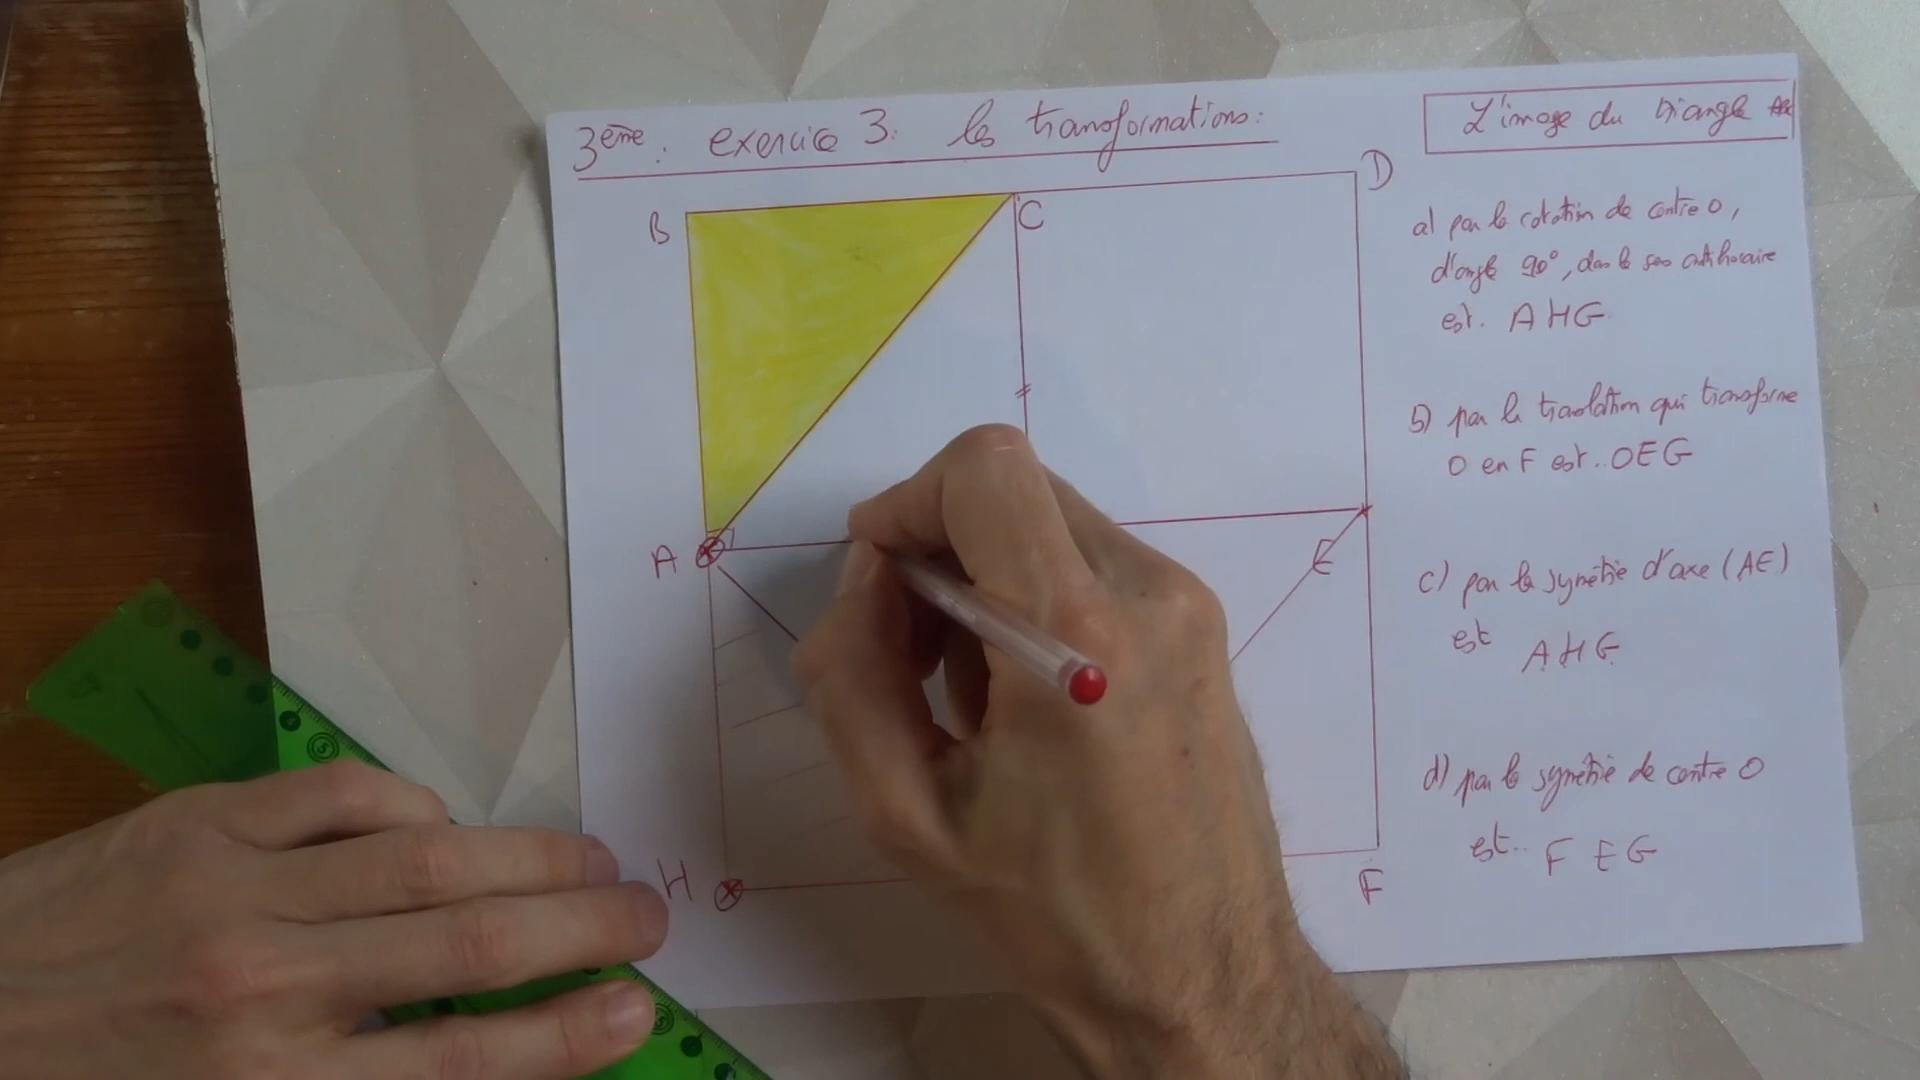 3ème : exercice 3. les transformations :
L'image du triangle
B
C
D
A
E
H
F
a) par la rotation de centre O,
d'angle 90°, dans le sens antihoraire
est. AHG
b) par la translation qui transforme
O en F est.. OEG
c) par la symétrie d'axe (AE)
est AHG
d) par la symétrie de centre O
est.. FEG